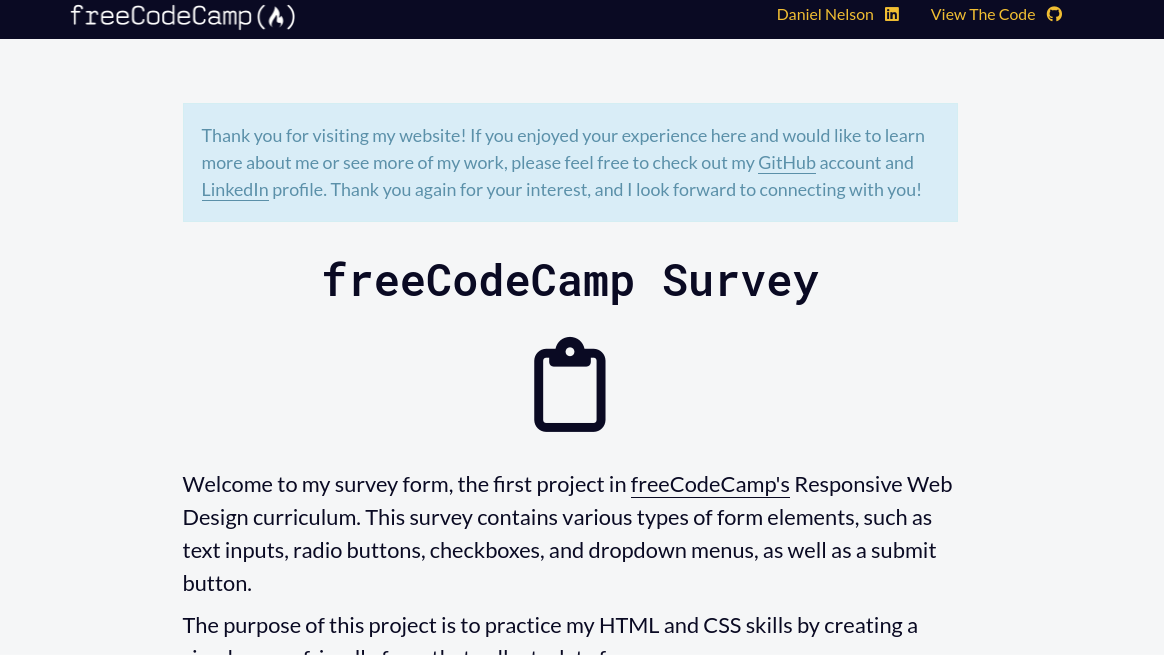 freeCodeCamp
Daniel Nelson
View The Code
Thank you for visiting my website! If you enjoyed your experience here and would like to learn
more about me or see more of my work, please feel free to check out my GitHub account and
LinkedIn profile. Thank you again for your interest, and I look forward to connecting with you!
freeCodeCamp Survey
Welcome to my survey form, the first project in freeCodeCamp's Responsive Web
Design curriculum. This survey contains various types of form elements, such as
text inputs, radio buttons, checkboxes, and dropdown menus, as well as a submit
button.
The purpose of this project is to practice my HTML and CSS skills by creating a